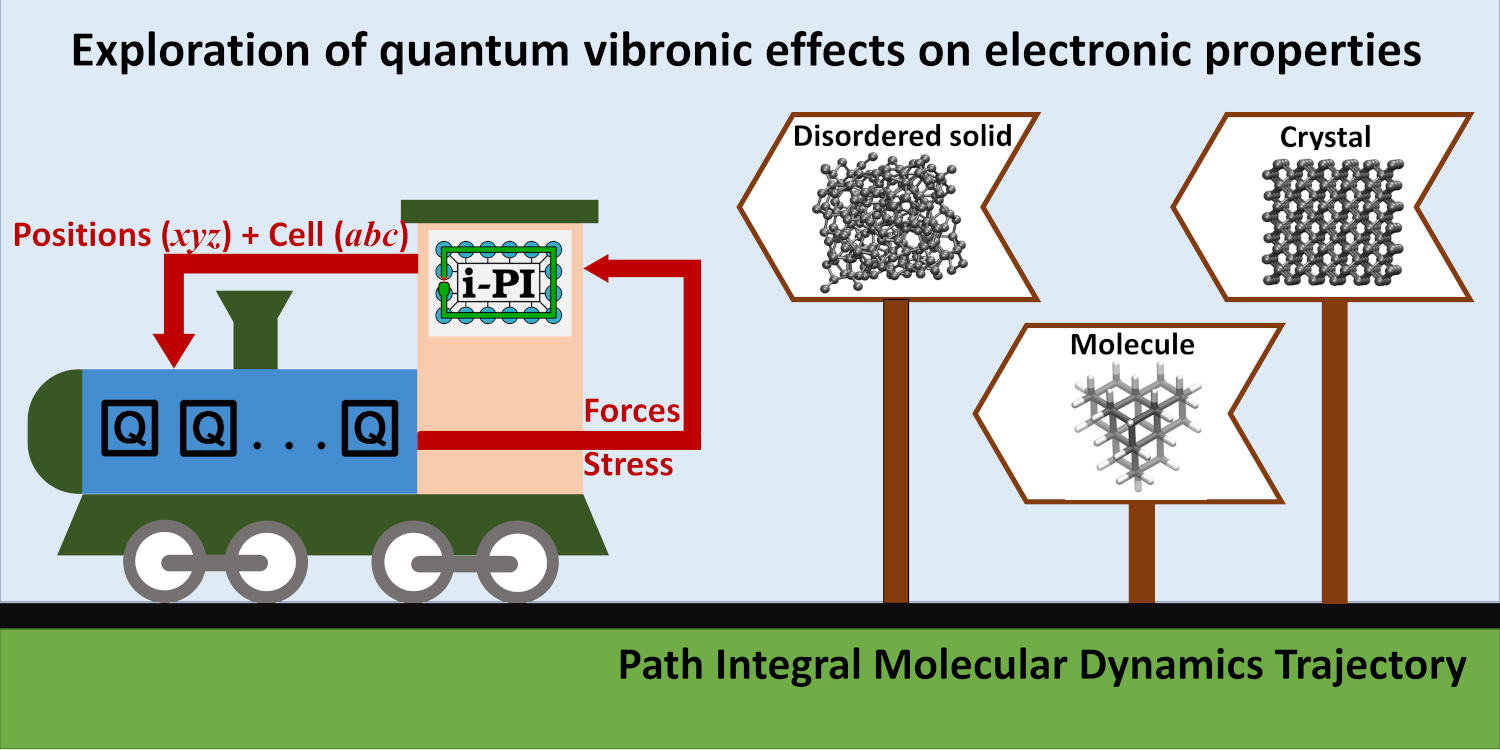 Exploration of quantum vibronic effects on electronic properties
Disordered solid
Crystal
Positions (xyz) + Cell (abc)
i-PI
Molecule
Forces
Q Q . . . Q
Stress
Path Integral Molecular Dynamics Trajectory